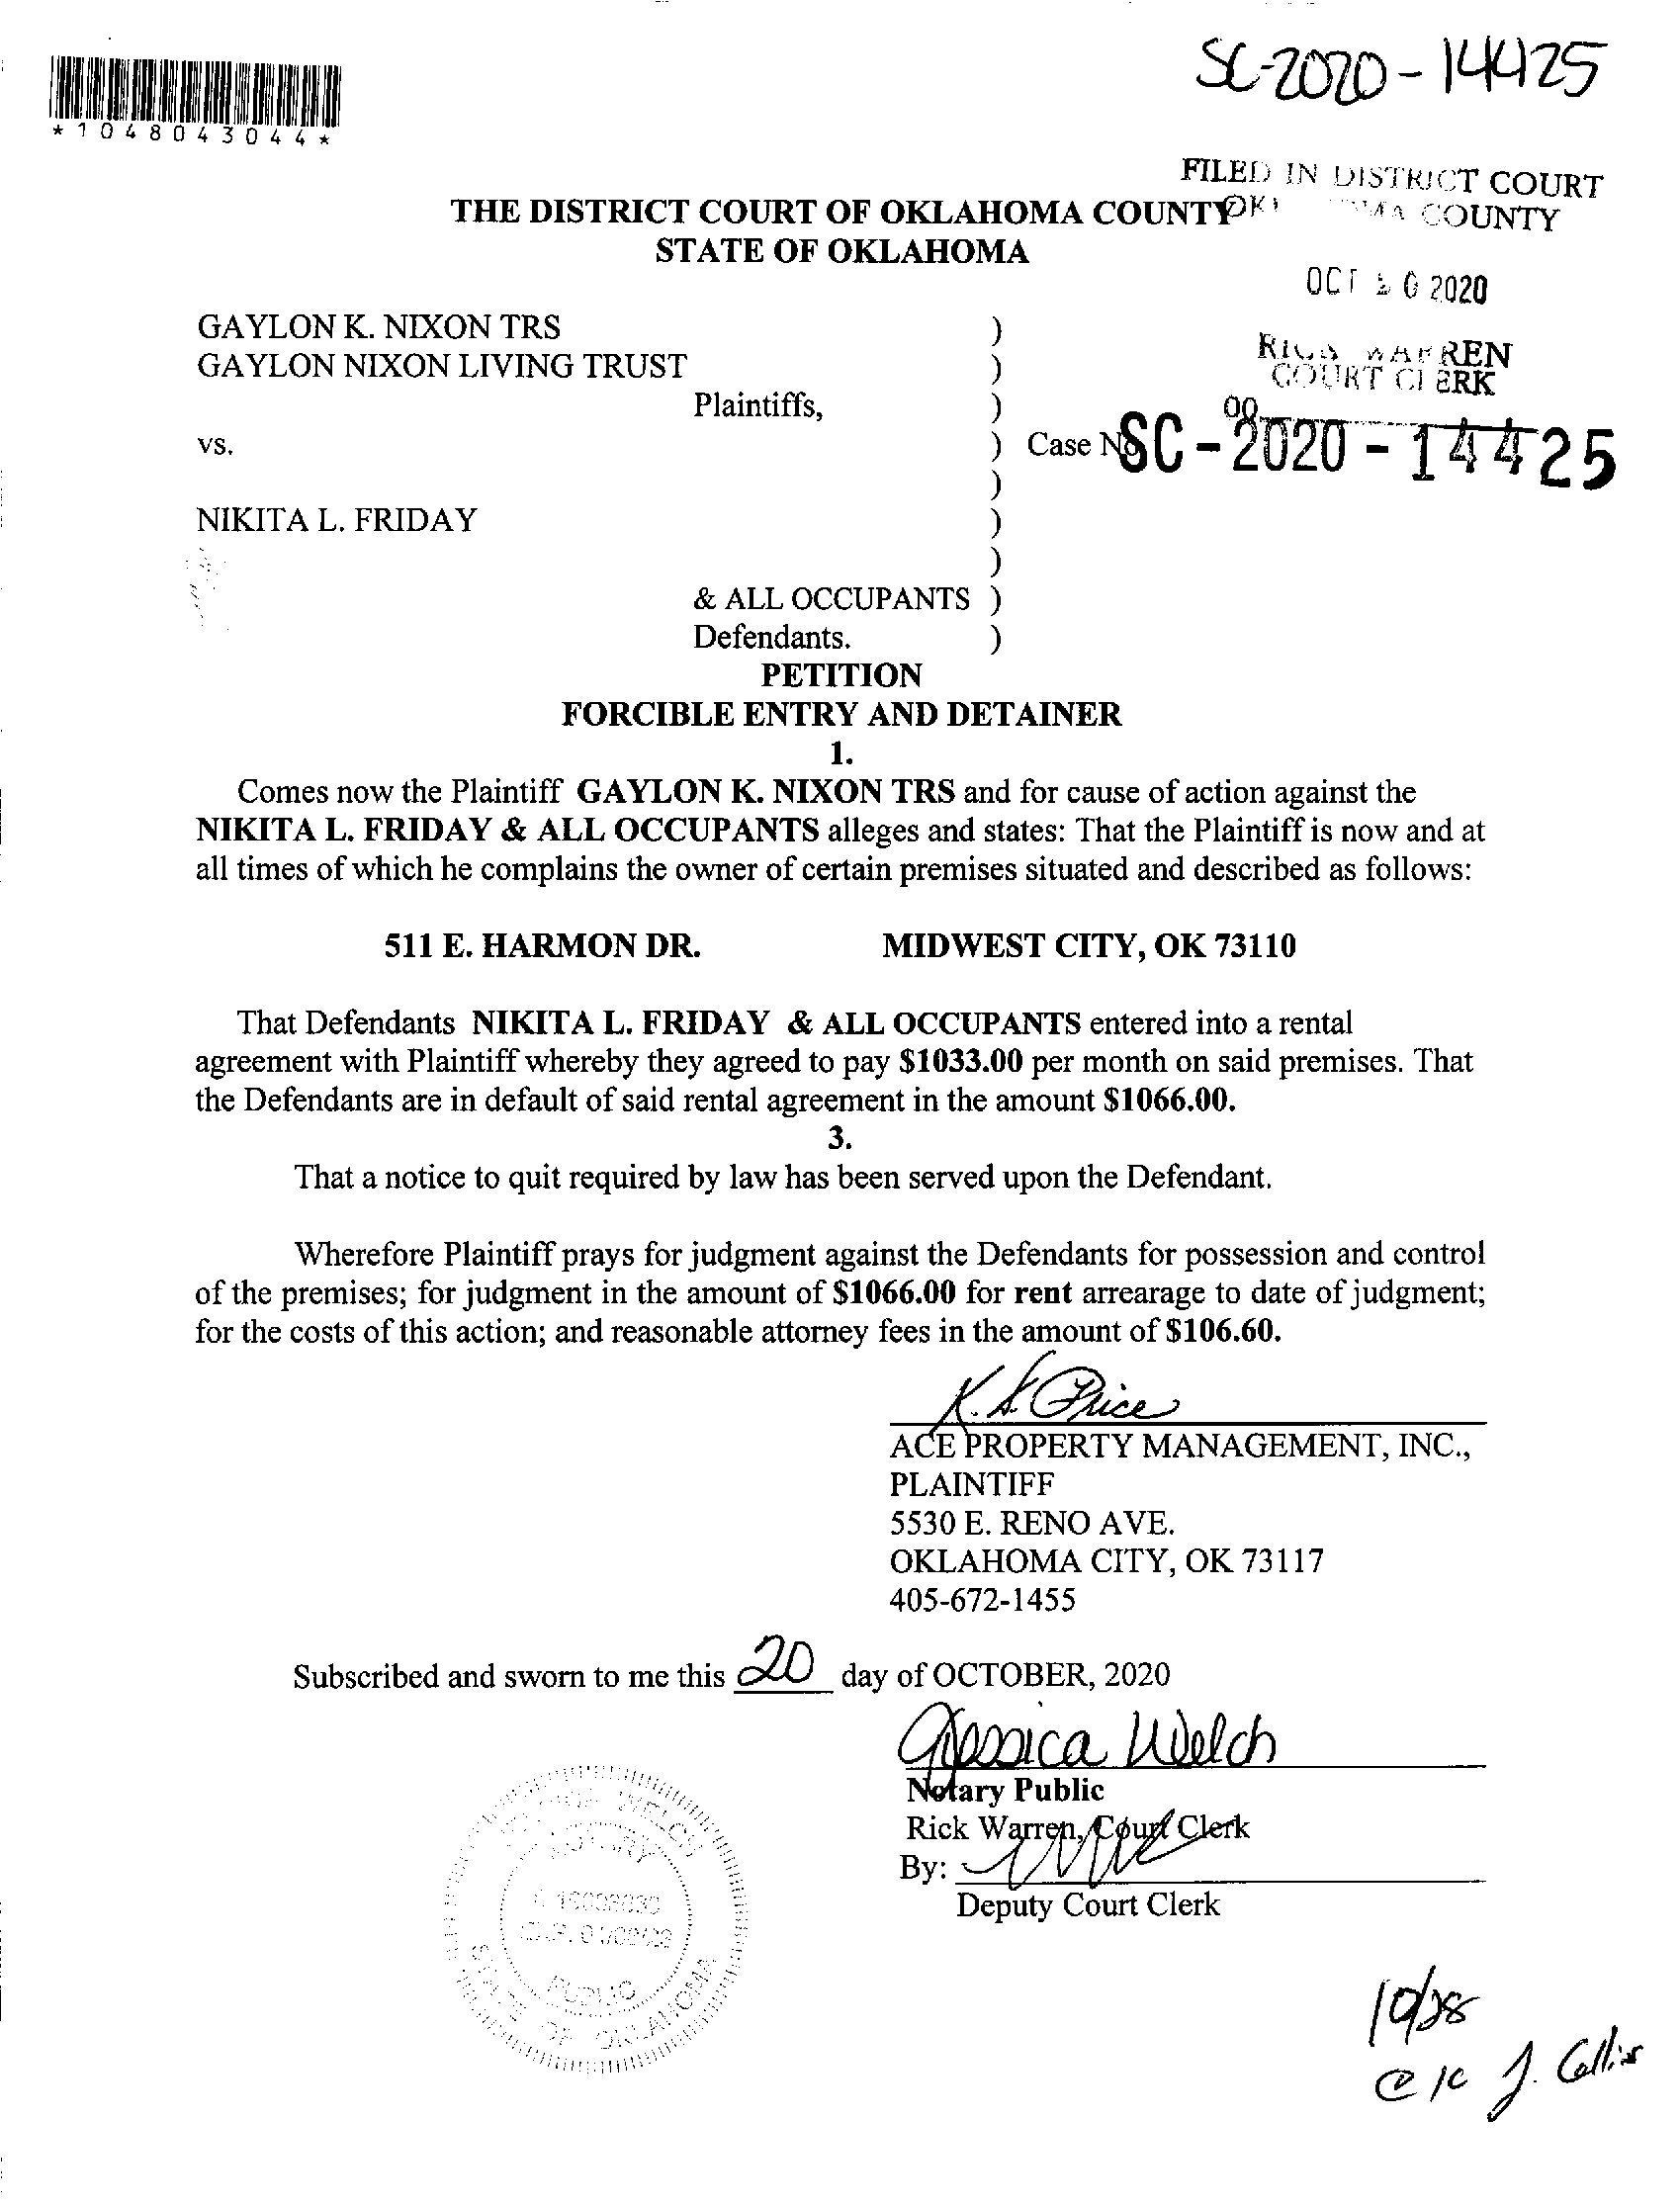 SC-2020-14425
*1048043044*
FILED IN DISTRICT COURT
COUNTY
THE DISTRICT COURT OF OKLAHOMA COUNTY
STATE OF OKLAHOMA
OCT 2020
GAYLON K. NIXON TRS )
RICK WARREN
GAYLON NIXON LIVING TRUST )
COURT CLERK
Plaintiffs, )
vs. ) Case No. SC-2020-14425
)
NIKITA L. FRIDAY )
)
& ALL OCCUPANTS )
Defendants. )
PETITION
FORCIBLE ENTRY AND DETAINER
1.
Comes now the Plaintiff GAYLON K. NIXON TRS and for cause of action against the
NIKITA L. FRIDAY & ALL OCCUPANTS alleges and states: That the Plaintiff is now and at
all times of which he complains the owner of certain premises situated and described as follows:
511 E. HARMON DR. MIDWEST CITY, OK 73110
That Defendants NIKITA L. FRIDAY & ALL OCCUPANTS entered into a rental
agreement with Plaintiff whereby they agreed to pay $1033.00 per month on said premises. That
the Defendants are in default of said rental agreement in the amount $1066.00.
3.
That a notice to quit required by law has been served upon the Defendant.
Wherefore Plaintiff prays for judgment against the Defendants for possession and control
of the premises; for judgment in the amount of $1066.00 for rent arrearage to date of judgment;
for the costs of this action; and reasonable attorney fees in the amount of $106.60.
K. S. Price
ACE PROPERTY MANAGEMENT, INC.,
PLAINTIFF
5530 E. RENO AVE.
OKLAHOMA CITY, OK 73117
405-672-1455
Subscribed and sworn to me this 20 day of OCTOBER, 2020
Jessica Welch
Notary Public
Rick Warren, Court Clerk
By:
Deputy Court Clerk
WELCH
NOTARY
PUBLIC
STATE OF OKLAHOMA
10/28
J.